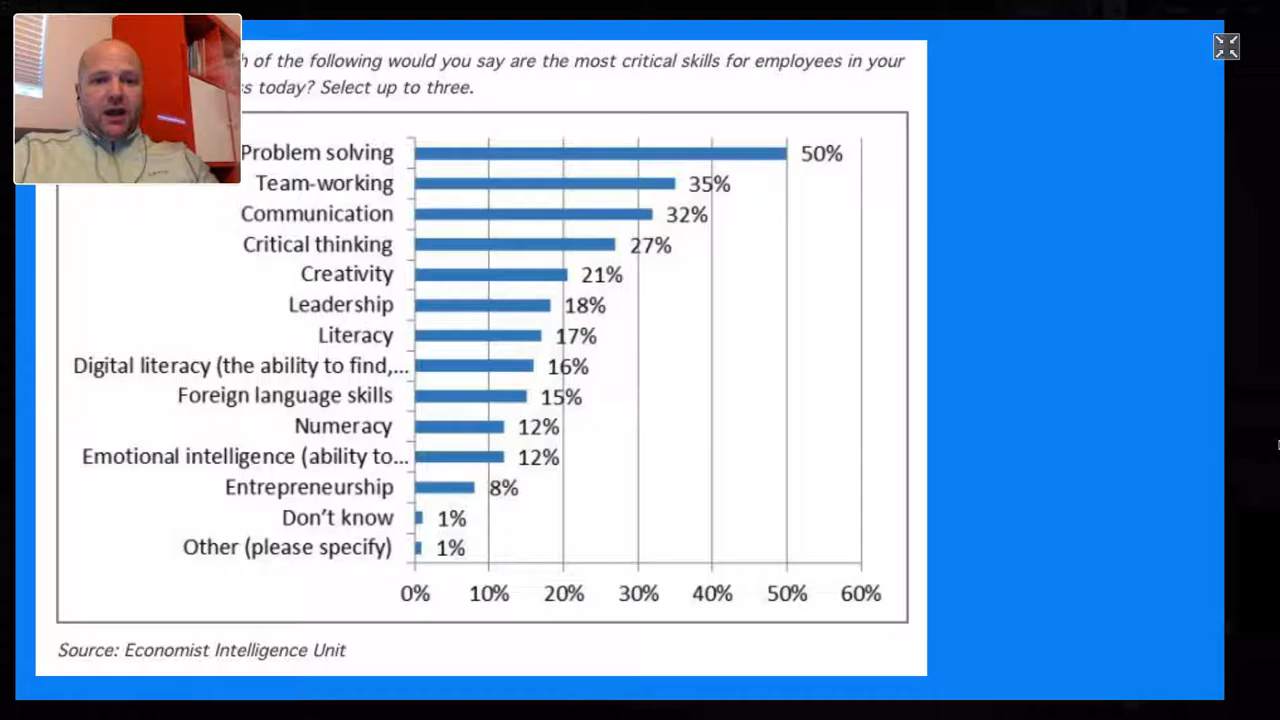 of the following would you say are the most critical skills for employees in your
today? Select up to three.
Problem solving 50%
Team-working 35%
Communication 32%
Critical thinking 27%
Creativity 21%
Leadership 18%
Literacy 17%
Digital literacy (the ability to find,... 16%
Foreign language skills 15%
Numeracy 12%
Emotional intelligence (ability to... 12%
Entrepreneurship 8%
Don't know 1%
Other (please specify) 1%
0% 10% 20% 30% 40% 50% 60%
Source: Economist Intelligence Unit